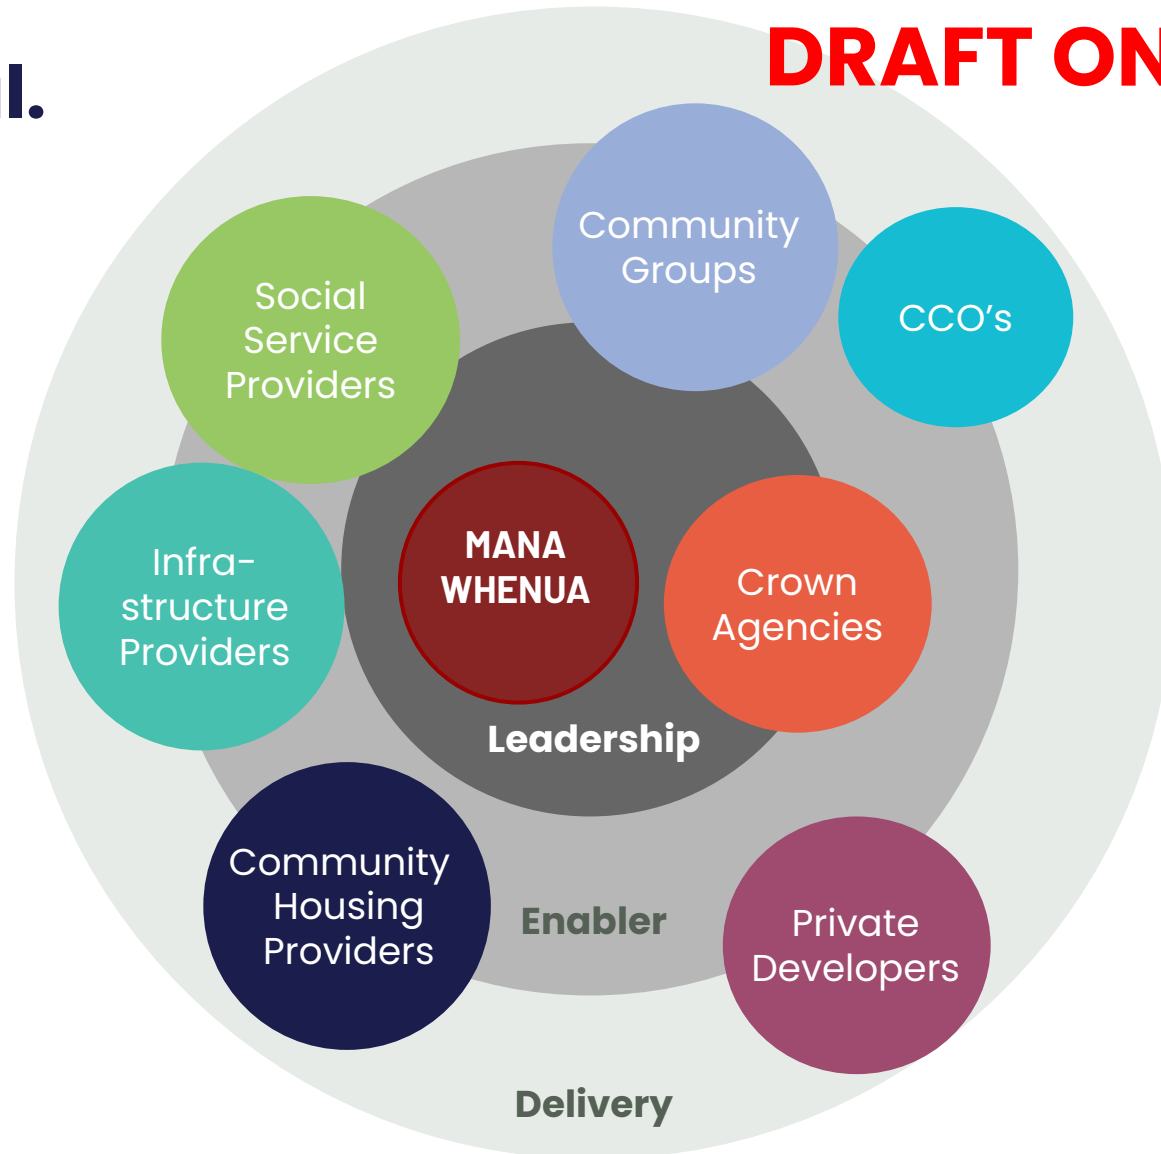 DRAFT ON
l.
Community
Groups
CCO's
Social
Service
Providers
MANA
WHENUA
Infra-
structure
Providers
Crown
Agencies
Leadership
Community
Housing
Providers
Enabler
Private
Developers
Delivery